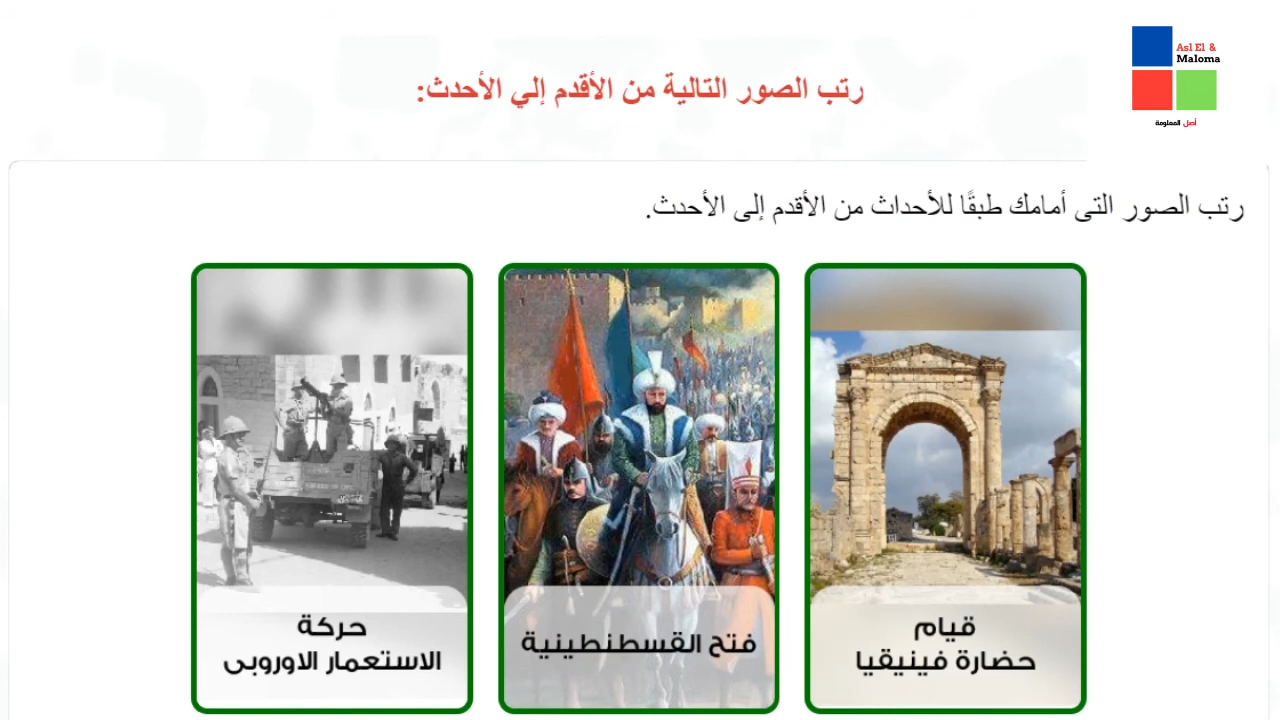 Asl El &
Maloma
أصل المعلومة
رتب الصور التالية من الأقدم إلي الأحدث:
رتب الصور التى أمامك طبقًا للأحداث من الأقدم إلى الأحدث.
قيام
حضارة فينيقيا
فتح القسطنطينية
حركة
الاستعمار الاوروبى